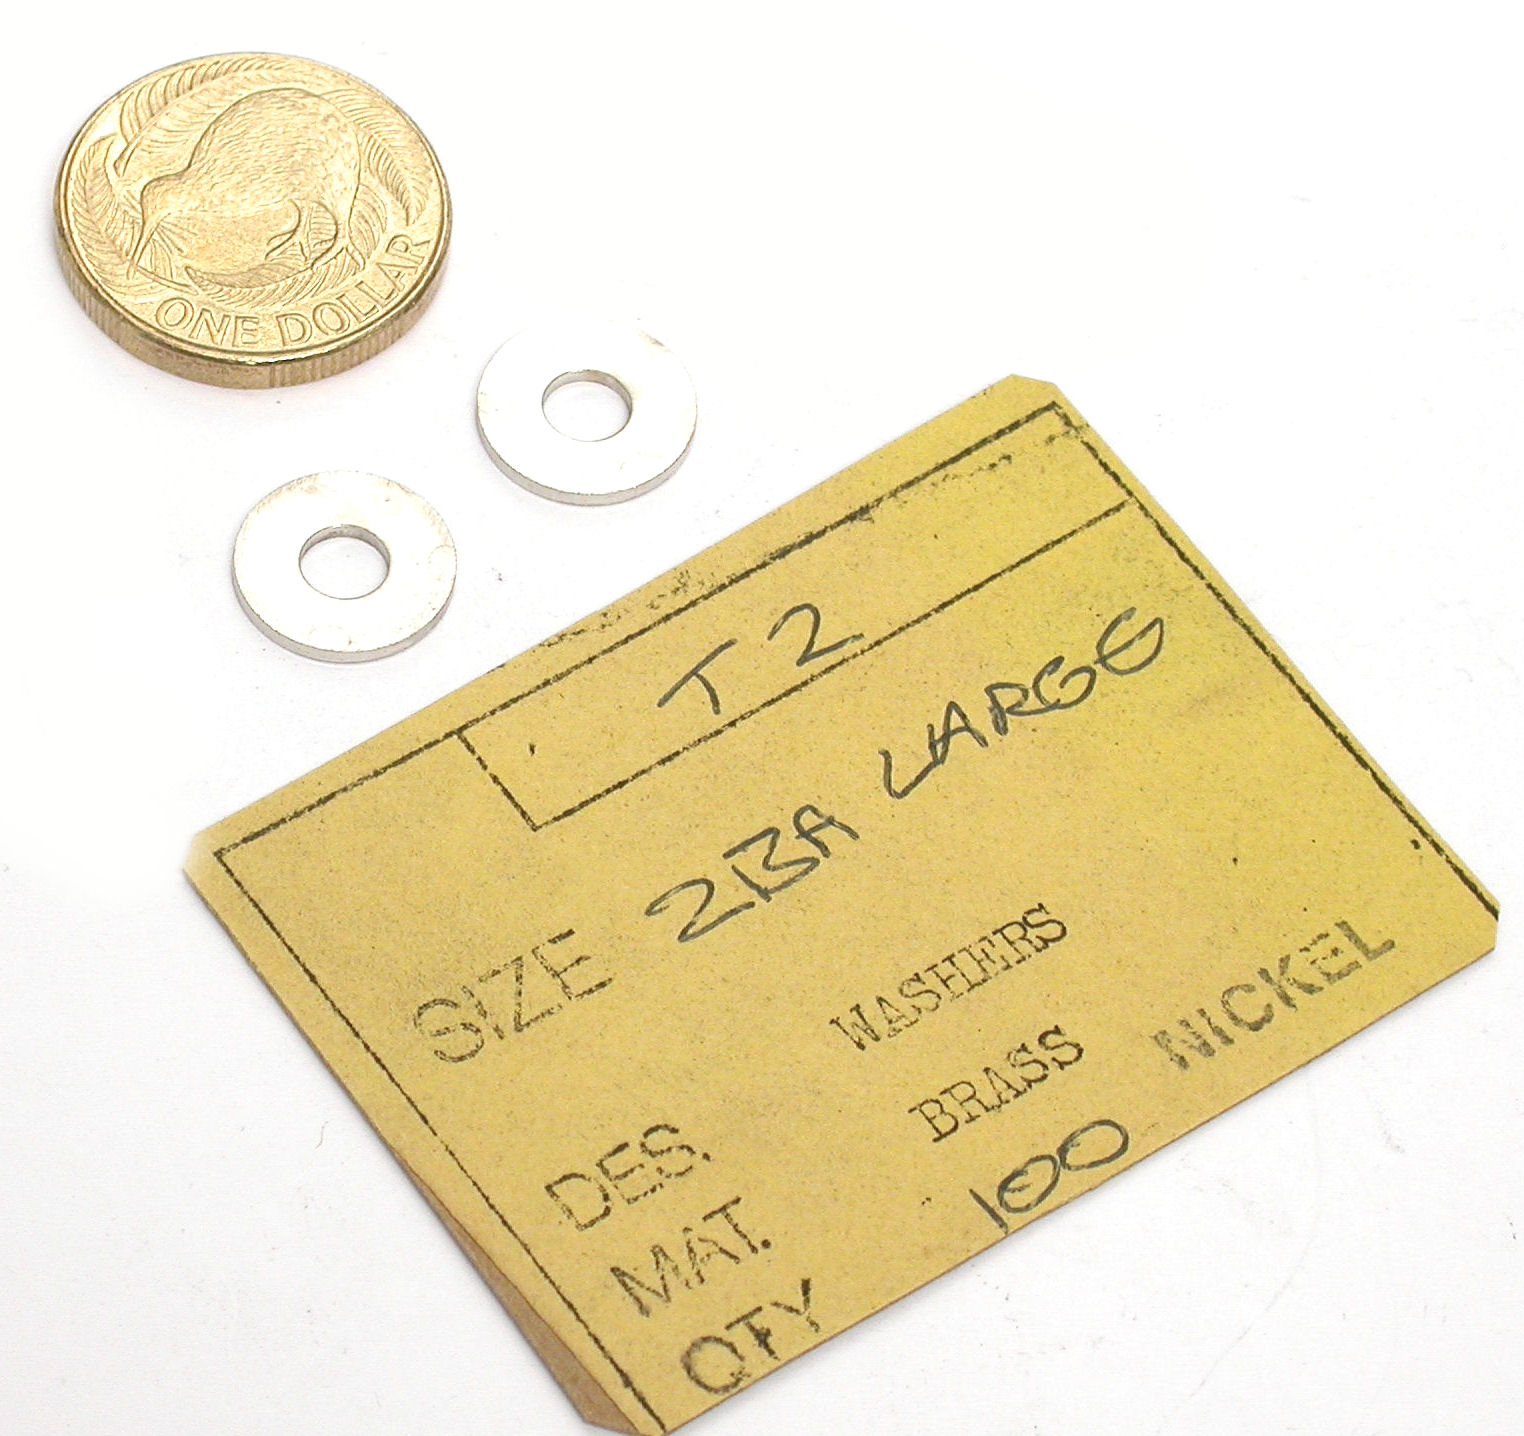 ONE DOLLAR
T2
SIZE 2BA LARGE
DES. WASHERS
MAT. BRASS NICKEL
QTY 100